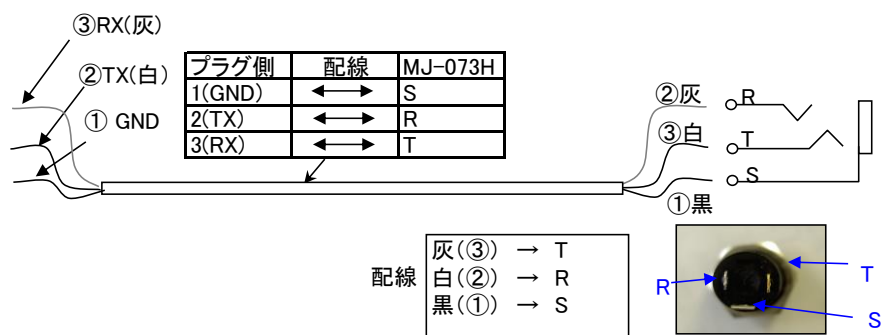 ③RX(灰)
②TX(白)
① GND
プラグ側 配線 MJ-073H
1(GND) S
2(TX) R
3(RX) T
②灰 R
③白 T
S
①黒
配線
灰(③) → T
白(②) → R
黒(①) → S
R T
S